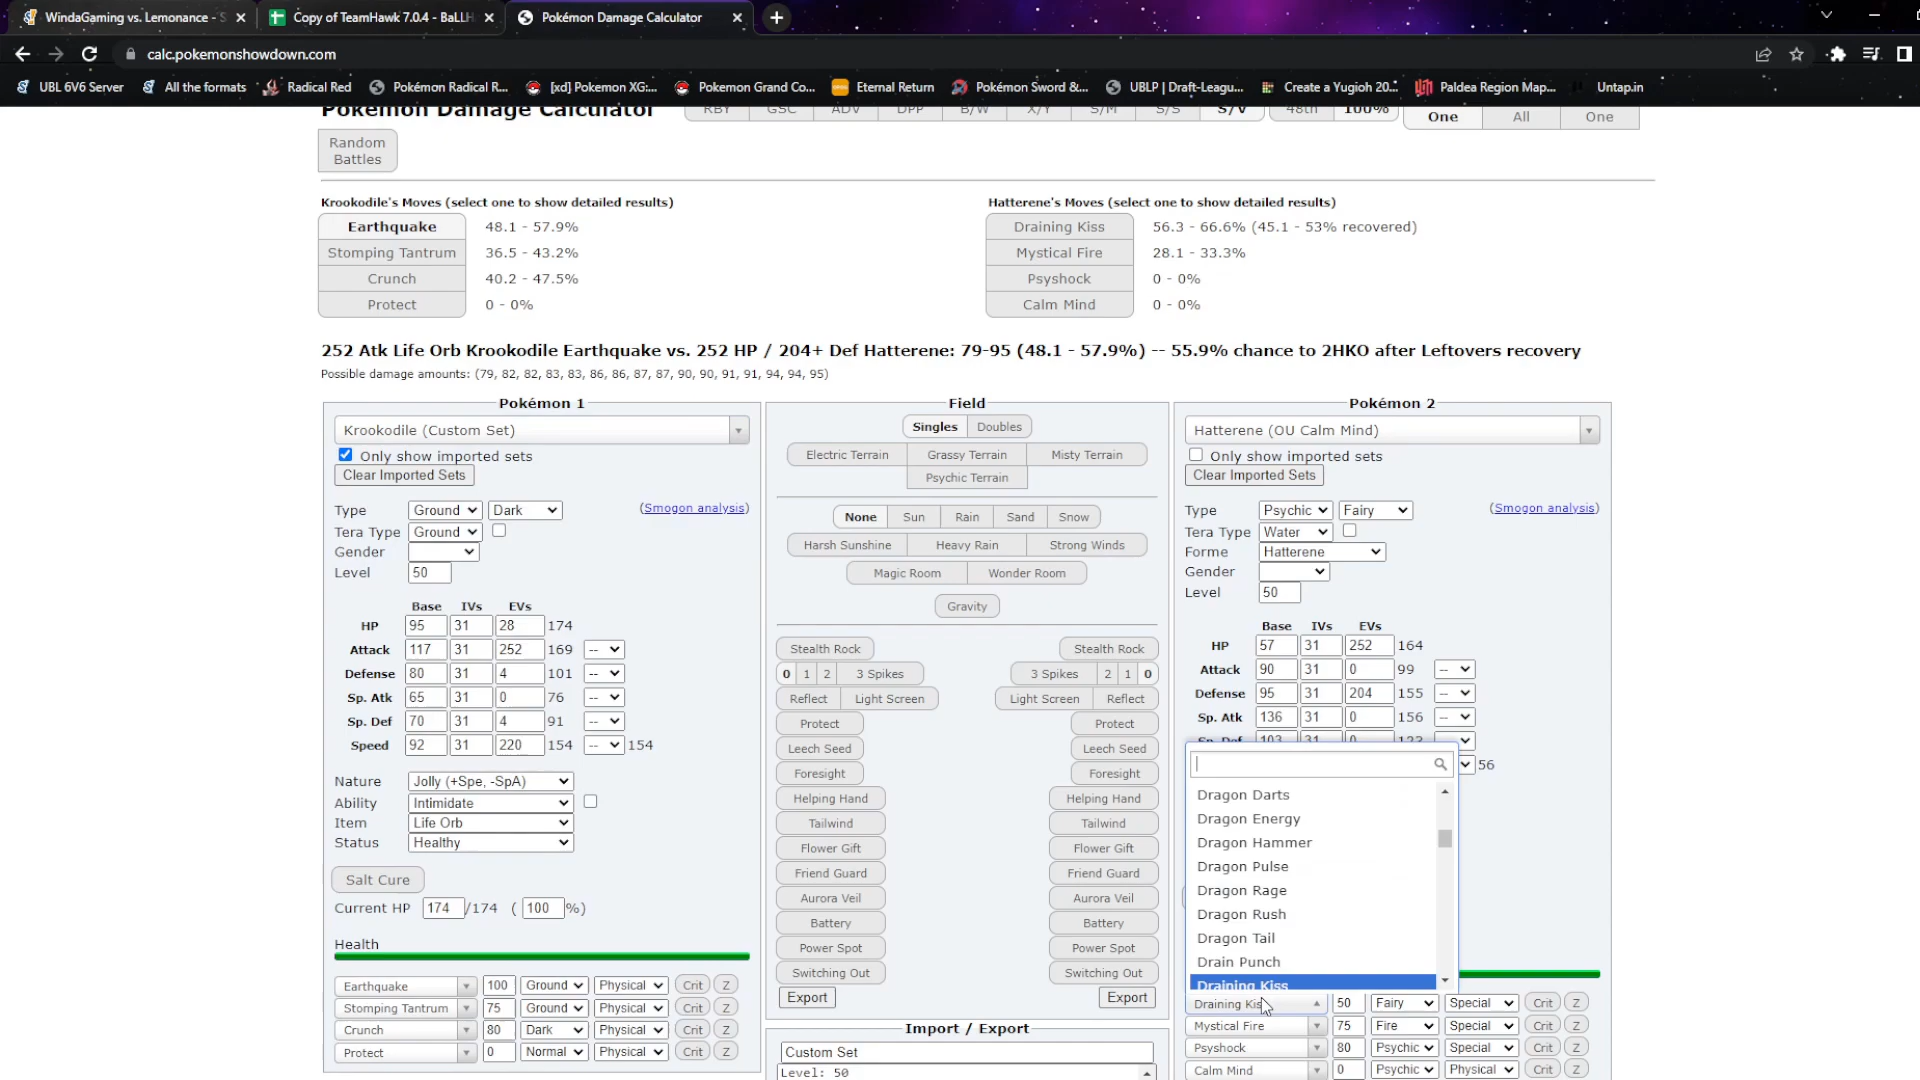 WindaGaming vs. Lemonance - S
Copy of TeamHawk 7.0.4 - BaLLH
Pokémon Damage Calculator
calc.pokemonshowdown.com
UBL 6V6 Server
All the formats
Radical Red
Pokémon Radical R...
[xd] Pokemon XG:...
Pokemon Grand Co...
Eternal Return
Pokémon Sword &...
UBLP | Draft-Leagu...
Create a Yugioh 20...
Paldea Region Map...
Untap.in
Pokémon Damage Calculator
RBY GSC ADV DPP B/W X/Y S/M S/S S/V 48th 100% One All One
Random
Battles
Krookodile's Moves (select one to show detailed results)
Earthquake 48.1 - 57.9%
Stomping Tantrum 36.5 - 43.2%
Crunch 40.2 - 47.5%
Protect 0 - 0%
Hatterene's Moves (select one to show detailed results)
Draining Kiss 56.3 - 66.6% (45.1 - 53% recovered)
Mystical Fire 28.1 - 33.3%
Psyshock 0 - 0%
Calm Mind 0 - 0%
252 Atk Life Orb Krookodile Earthquake vs. 252 HP / 204+ Def Hatterene: 79-95 (48.1 - 57.9%) -- 55.9% chance to 2HKO after Leftovers recovery
Possible damage amounts: (79, 82, 82, 83, 83, 86, 86, 87, 87, 90, 90, 91, 91, 94, 94, 95)
Pokémon 1
Krookodile (Custom Set)
Only show imported sets
Clear Imported Sets
Type Ground Dark (Smogon analysis)
Tera Type Ground
Gender
Level 50
Base IVs EVs
HP 95 31 28 174
Attack 117 31 252 169 --
Defense 80 31 4 101 --
Sp. Atk 65 31 0 76 --
Sp. Def 70 31 4 91 --
Speed 92 31 220 154 -- 154
Nature Jolly (+Spe, -SpA)
Ability Intimidate
Item Life Orb
Status Healthy
Salt Cure
Current HP 174 /174 ( 100 %)
Health
Earthquake 100 Ground Physical Crit Z
Stomping Tantrum 75 Ground Physical Crit Z
Crunch 80 Dark Physical Crit Z
Protect 0 Normal Physical Crit Z
Field
Singles Doubles
Electric Terrain Grassy Terrain Misty Terrain
Psychic Terrain
None Sun Rain Sand Snow
Harsh Sunshine Heavy Rain Strong Winds
Magic Room Wonder Room
Gravity
Stealth Rock Stealth Rock
0 1 2 3 Spikes 3 Spikes 2 1 0
Reflect Light Screen Light Screen Reflect
Protect Protect
Leech Seed Leech Seed
Foresight Foresight
Helping Hand Helping Hand
Tailwind Tailwind
Flower Gift Flower Gift
Friend Guard Friend Guard
Aurora Veil Aurora Veil
Battery Battery
Power Spot Power Spot
Switching Out Switching Out
Export Export
Import / Export
Custom Set
Level: 50
Pokémon 2
Hatterene (OU Calm Mind)
Only show imported sets
Clear Imported Sets
Type Psychic Fairy (Smogon analysis)
Tera Type Water
Forme Hatterene
Gender
Level 50
Base IVs EVs
HP 57 31 252 164
Attack 90 31 0 99 --
Defense 95 31 204 155 --
Sp. Atk 136 31 0 156 --
Sp. Def 103 31 0 123
56
Dragon Darts
Dragon Energy
Dragon Hammer
Dragon Pulse
Dragon Rage
Dragon Rush
Dragon Tail
Drain Punch
Draining Kiss
Draining Kiss 50 Fairy Special Crit Z
Mystical Fire 75 Fire Special Crit Z
Psyshock 80 Psychic Special Crit Z
Calm Mind 0 Psychic Physical Crit Z